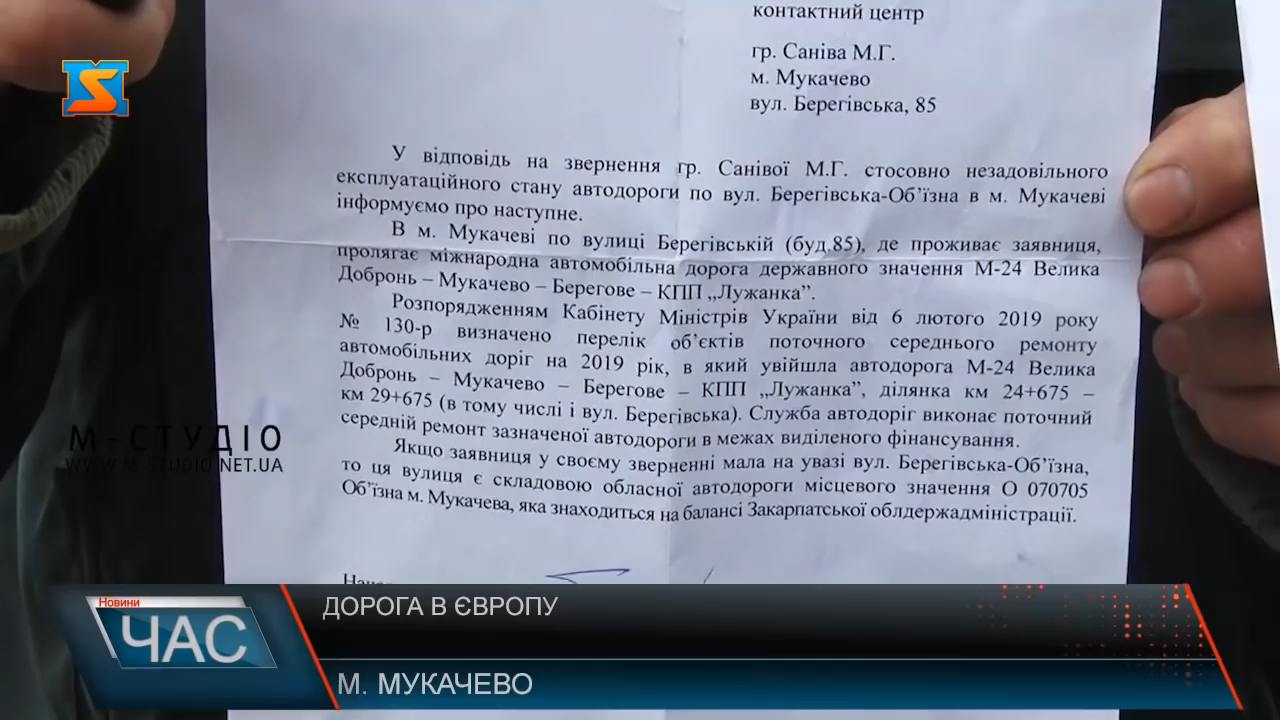 контактний центр
гр. Саніва М.Г.
м. Мукачево
вул. Берегівська, 85
У відповідь на звернення гр. Санівої М.Г. стосовно незадовільного
експлуатаційного стану автодороги по вул. Берегівська-Об’їзна в м. Мукачеві
інформуємо про наступне.
В м. Мукачеві по вулиці Берегівській (буд.85), де проживає заявниця,
пролягає міжнародна автомобільна дорога державного значення М-24 Велика
Добронь – Мукачево – Берегове – КПП „Лужанка”.
Розпорядженням Кабінету Міністрів України від 6 лютого 2019 року
№ 130-р визначено перелік об’єктів поточного середнього ремонту
автомобільних доріг на 2019 рік, в який увійшла автодорога М-24 Велика
Добронь – Мукачево – Берегове – КПП „Лужанка”, ділянка км 24+675 –
км 29+675 (в тому числі і вул. Берегівська). Служба автодоріг виконає поточний
середній ремонт зазначеної автодороги в межах виділеного фінансування.
Якщо заявниця у своєму зверненні мала на увазі вул. Берегівська-Об’їзна,
то ця вулиця є складовою обласної автодороги місцевого значення О 070705
Об’їзна м. Мукачева, яка знаходиться на балансі Закарпатської облдержадміністрації.
М-СТУДІО
WWW.M-STUDIO.NET.UA
Новини
ЧАС
ДОРОГА В ЄВРОПУ
М. МУКАЧЕВО